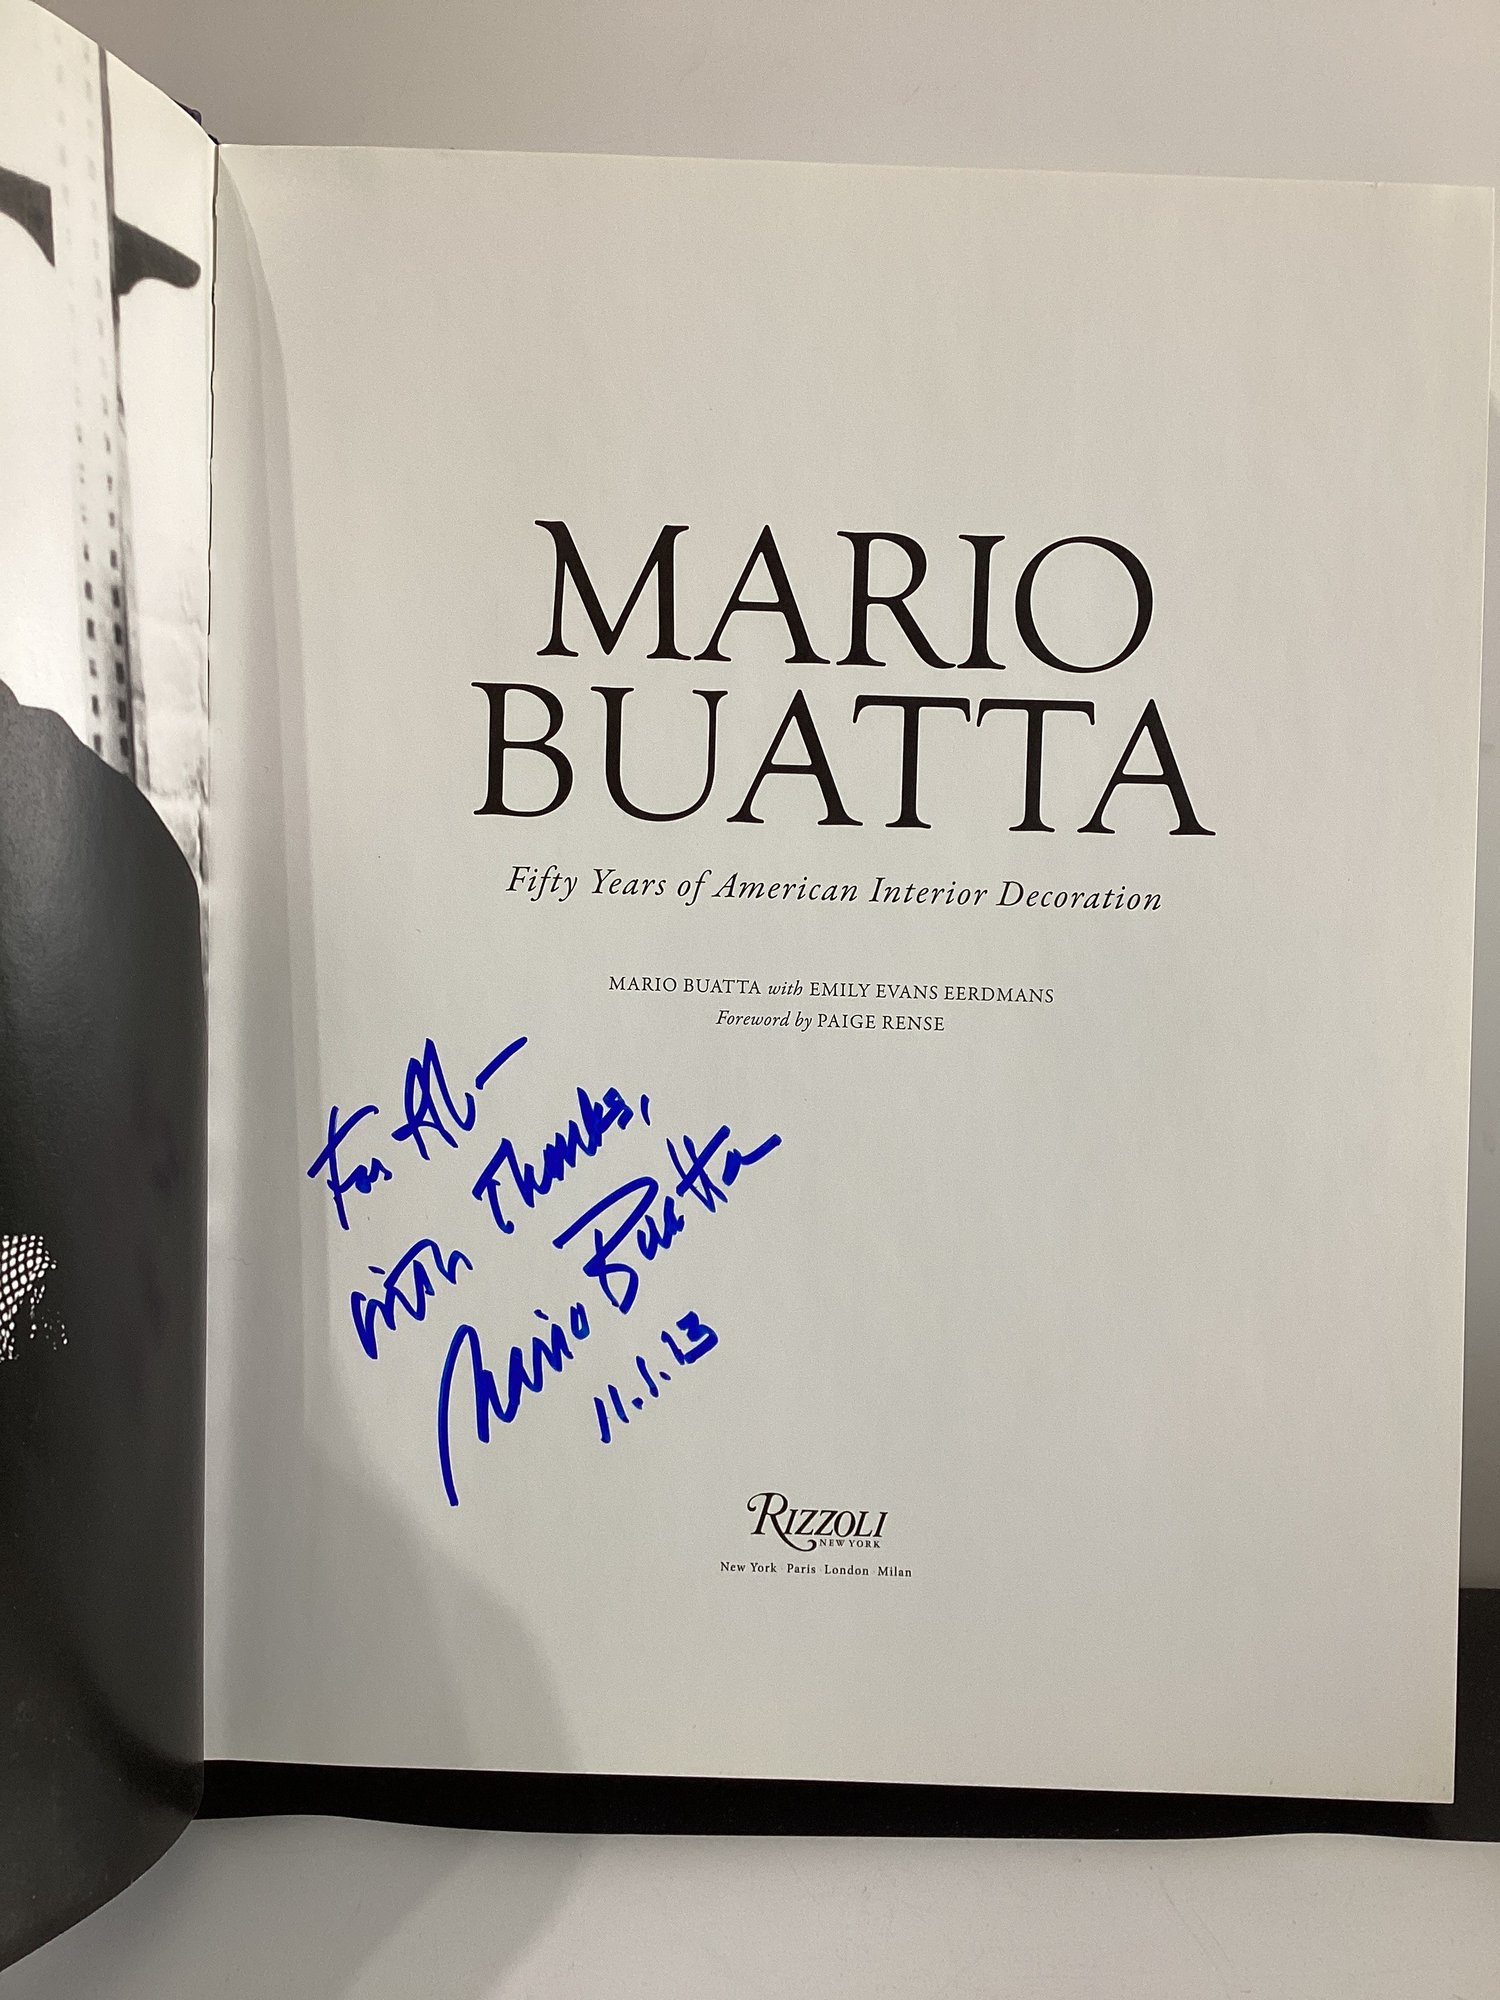 MARIO
BUATTA
Fifty Years of American Interior Decoration
MARIO BUATTA with EMILY EVANS EERDMANS
Foreword by PAIGE RENSE
For Al-
with Thanks,
Mario Buatta
11.1.13
RIZZOLI
NEW YORK
New York Paris London Milan